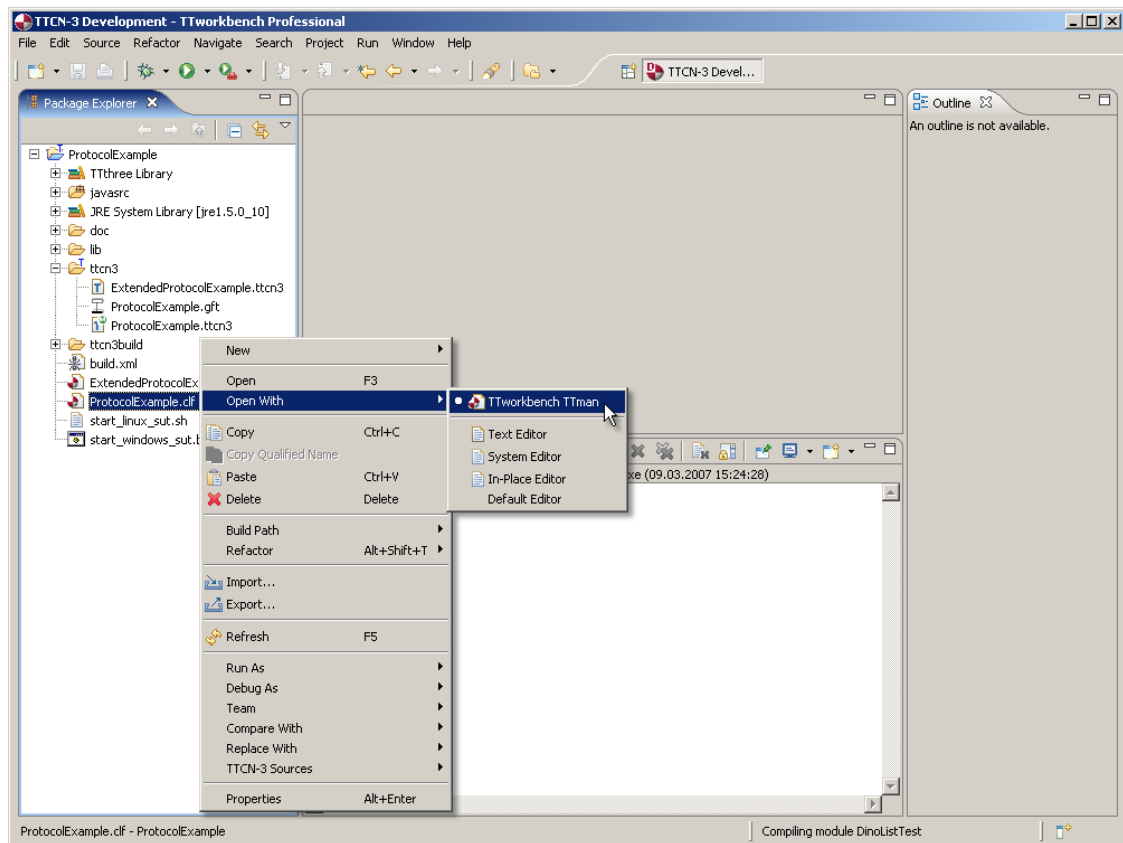 TTCN-3 Development - TTworkbench Professional
File Edit Source Refactor Navigate Search Project Run Window Help
TTCN-3 Devel...
Package Explorer
Outline
An outline is not available.
ProtocolExample
TTthree Library
javasrc
JRE System Library [jre1.5.0_10]
doc
lib
ttcn3
ExtendedProtocolExample.ttcn3
ProtocolExample.gft
ProtocolExample.ttcn3
ttcn3build
build.xml
ExtendedProtocolEx
ProtocolExample.clf
start_linux_sut.sh
start_windows_sut.t
New
Open F3
Open With
Copy Ctrl+C
Copy Qualified Name
Paste Ctrl+V
Delete Delete
Build Path
Refactor Alt+Shift+T
Import...
Export...
Refresh F5
Run As
Debug As
Team
Compare With
Replace With
TTCN-3 Sources
Properties Alt+Enter
TTworkbench TTman
Text Editor
System Editor
In-Place Editor
Default Editor
xe (09.03.2007 15:24:28)
ProtocolExample.clf - ProtocolExample
Compiling module DinoListTest